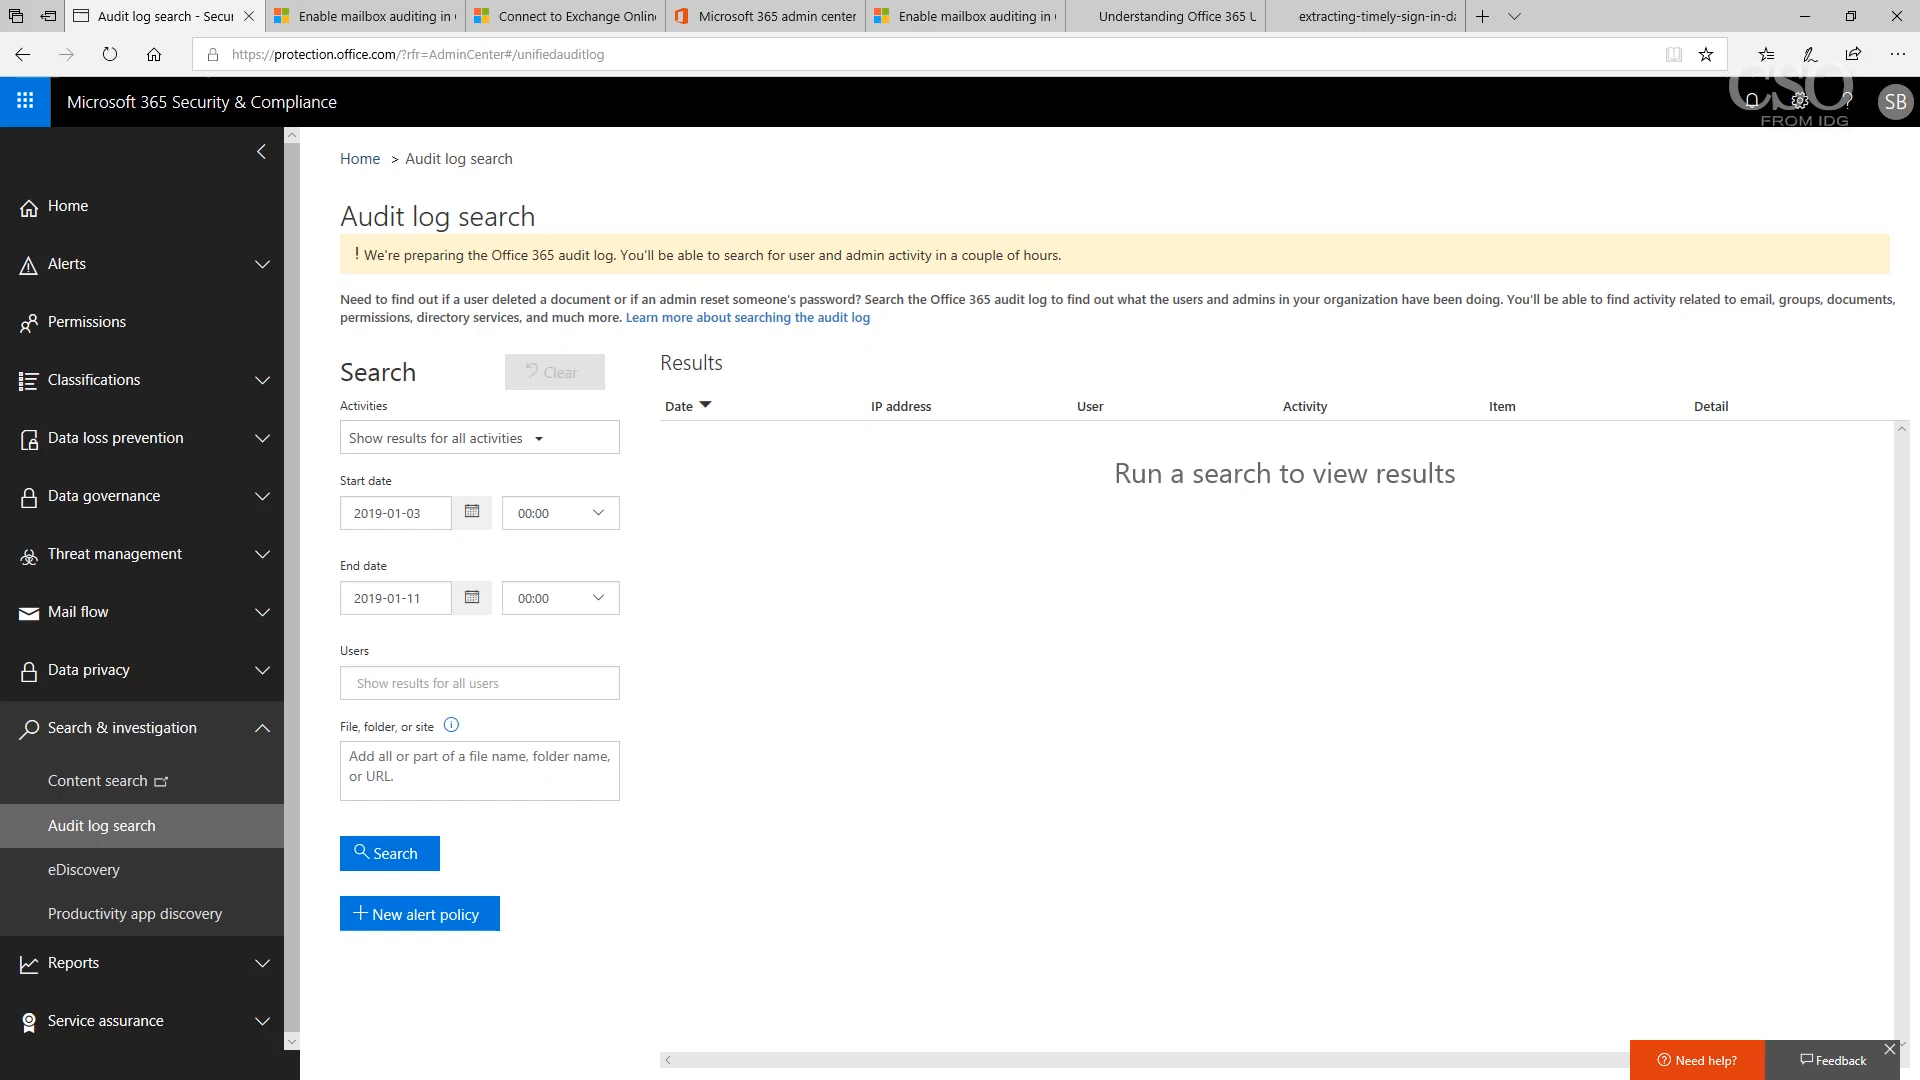 Audit log search - Secur
Enable mailbox auditing in
Connect to Exchange Online
Microsoft 365 admin center
Enable mailbox auditing in
Understanding Office 365 U
extracting-timely-sign-in-da
https://protection.office.com/?rfr=AdminCenter#/unifiedauditlog
Microsoft 365 Security & Compliance
CSO
FROM IDG
?
SB
Home > Audit log search
Home
Alerts
Permissions
Classifications
Data loss prevention
Data governance
Threat management
Mail flow
Data privacy
Search & investigation
Content search
Audit log search
eDiscovery
Productivity app discovery
Reports
Service assurance
Audit log search
! We're preparing the Office 365 audit log. You'll be able to search for user and admin activity in a couple of hours.
Need to find out if a user deleted a document or if an admin reset someone's password? Search the Office 365 audit log to find out what the users and admins in your organization have been doing. You'll be able to find activity related to email, groups, documents,
permissions, directory services, and much more. Learn more about searching the audit log
Search
Clear
Activities
Show results for all activities
Start date
2019-01-03
00:00
End date
2019-01-11
00:00
Users
Show results for all users
File, folder, or site
Add all or part of a file name, folder name,
or URL.
Search
New alert policy
Results
Date IP address User Activity Item Detail
Run a search to view results
Need help?
Feedback